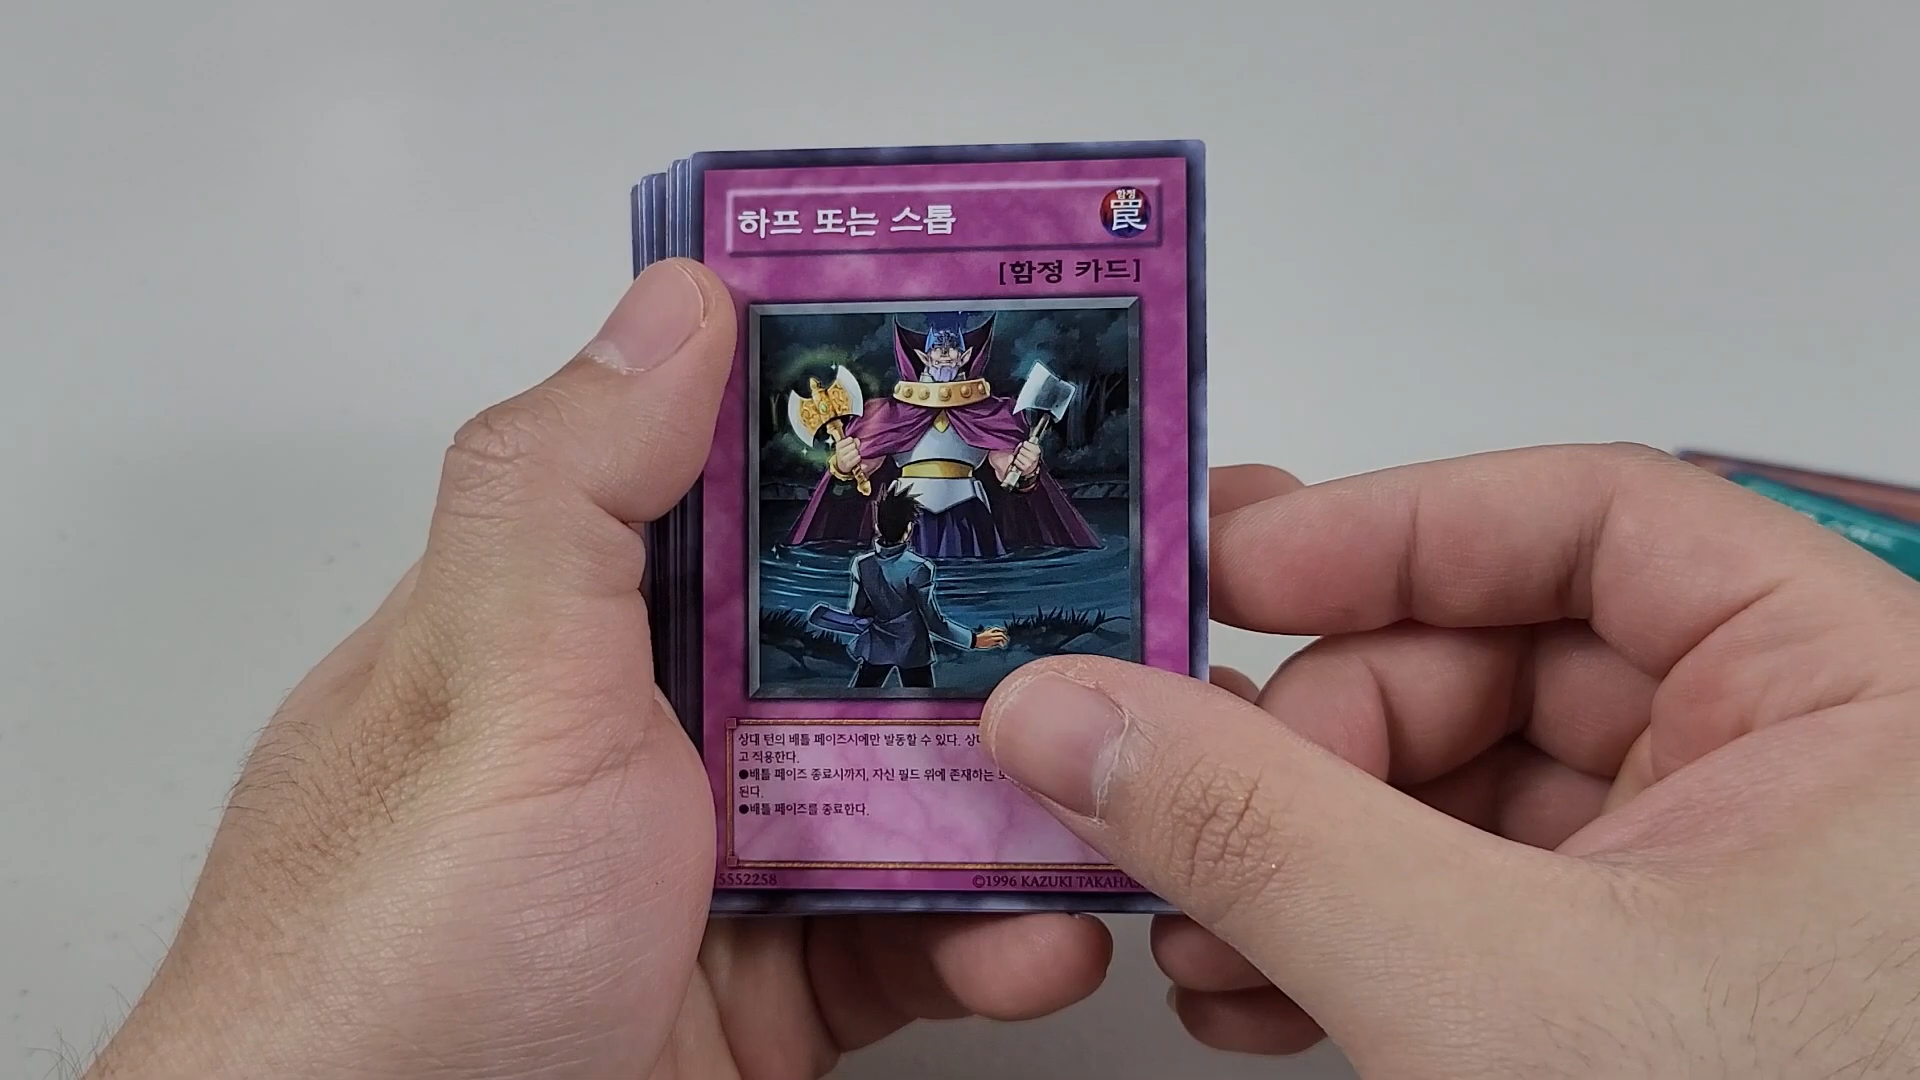 하프 또는 스톱
함정
罠
[함정 카드]
상대 턴의 배틀 페이즈시에만 발동할 수 있다.
고 적용한다.
●배틀 페이즈 종료시까지, 자신 필드 위에 존재하는
된다.
●배틀 페이즈를 종료한다.
5552258
©1996 KAZUKI TAKAHAS